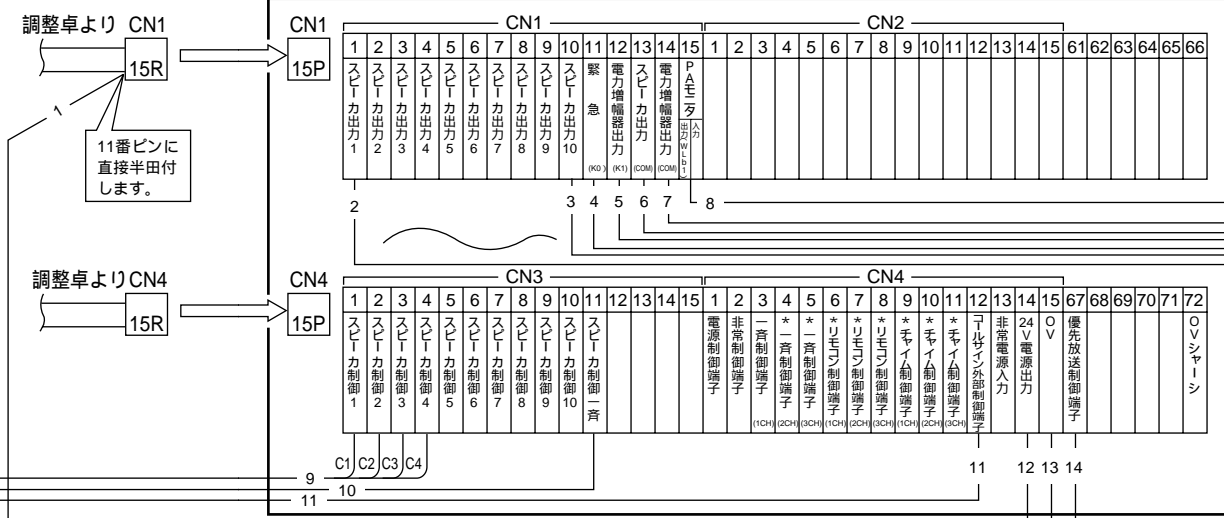 調整卓より CN1
15R
CN1
15P
1
11番ピンに
直接半田付
します。
CN1
CN2
1 2 3 4 5 6 7 8 9 10 11 12 13 14 15 1 2 3 4 5 6 7 8 9 10 11 12 13 14 15 61 62 63 64 65 66
スピーカ出力1
スピーカ出力2
スピーカ出力3
スピーカ出力4
スピーカ出力5
スピーカ出力6
スピーカ出力7
スピーカ出力8
スピーカ出力9
スピーカ出力10
緊 急 (K0)
電力増幅器出力 (K1)
スピーカ出力 (COM)
電力増幅器出力 (COM)
PAモニタ
出力(WLb1)
入力
2 3 4 5 6 7 8
調整卓より CN4
15R
CN4
15P
CN3
CN4
1 2 3 4 5 6 7 8 9 10 11 12 13 14 15 1 2 3 4 5 6 7 8 9 10 11 12 13 14 15 67 68 69 70 71 72
スピーカ制御1
スピーカ制御2
スピーカ制御3
スピーカ制御4
スピーカ制御5
スピーカ制御6
スピーカ制御7
スピーカ制御8
スピーカ制御9
スピーカ制御10
スピーカ制御一斉
電源制御端子
非常制御端子
一斉制御端子 (1CH)
*一斉制御端子 (2CH)
*一斉制御端子 (3CH)
*リモコン制御端子 (1CH)
*リモコン制御端子 (2CH)
*リモコン制御端子 (3CH)
*チャイム制御端子 (1CH)
*チャイム制御端子 (2CH)
*チャイム制御端子 (3CH)
コールサイン外部制御端子
非常電源入力
24V電源出力
0V
優先放送制御端子
0Vシャーシ
C1 C2 C3 C4
11 12 13 14
9
10
11